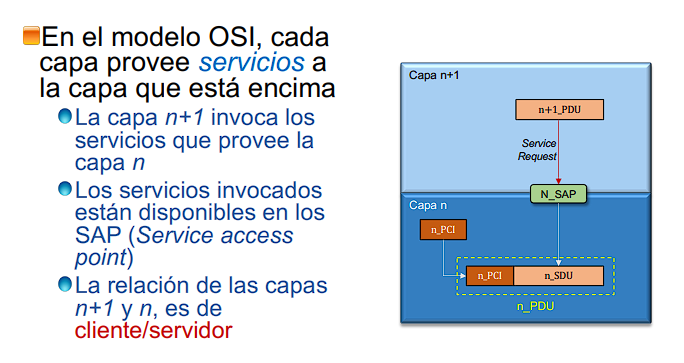 En el modelo OSI, cada
capa provee servicios a
la capa que está encima
La capa n+1 invoca los
servicios que provee la
capa n
Los servicios invocados
están disponibles en los
SAP (Service access
point)
La relación de las capas
n+1 y n, es de
cliente/servidor
Capa n+1
n+1_PDU
Service
Request
N_SAP
Capa n
n_PCI
n_PCI
n_SDU
n_PDU